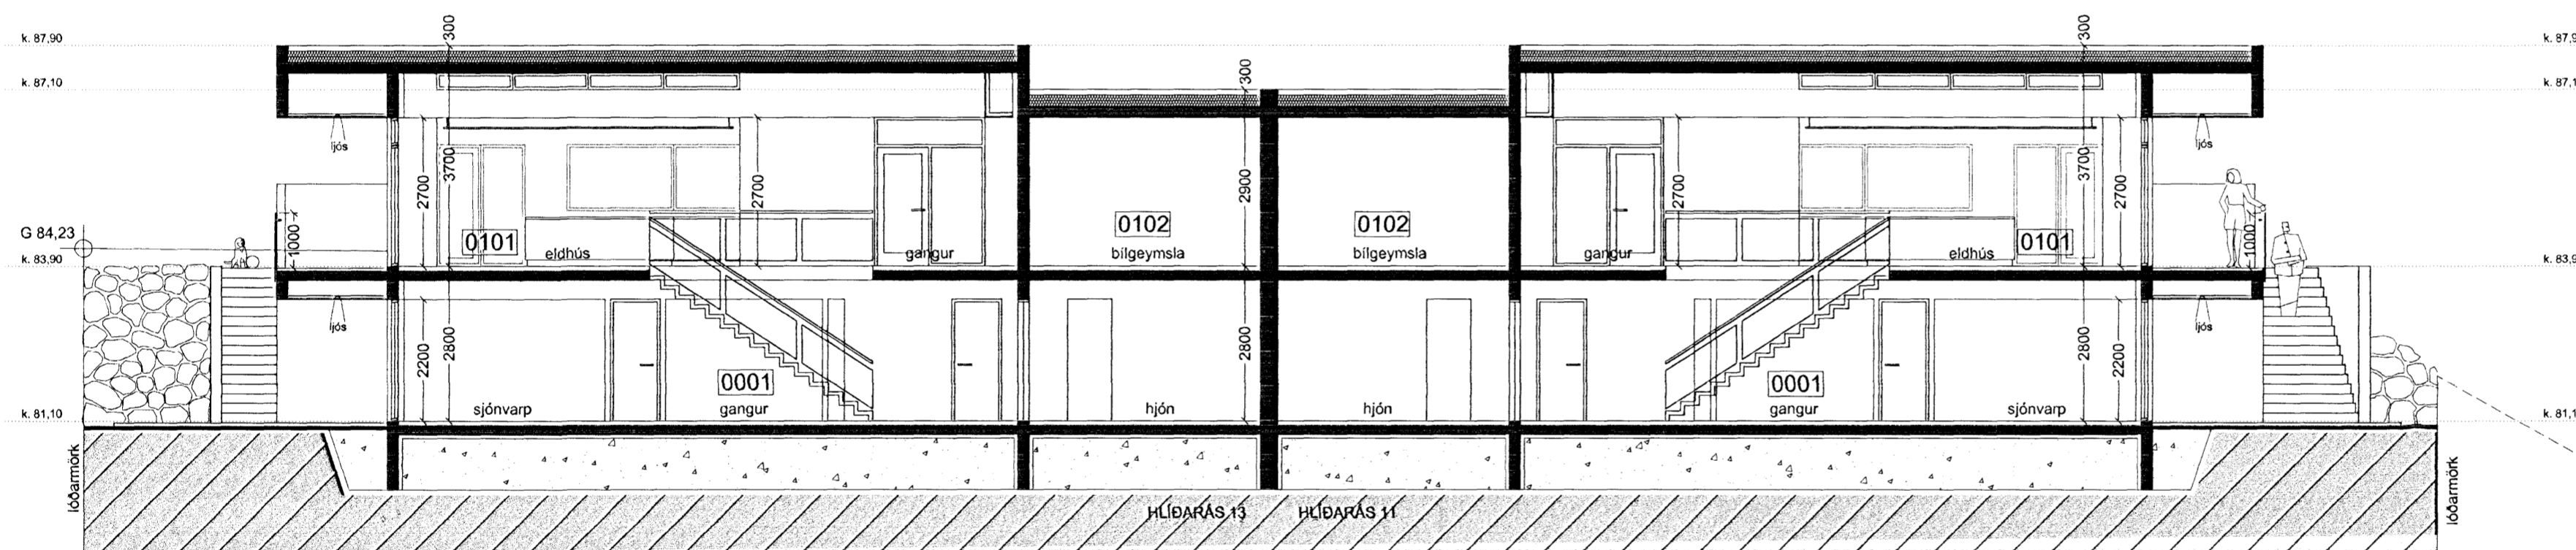 k. 87,90
300
300
k. 87,9
k. 87,10
300
k. 87,1
ljós
ljós
2700
3700
2700
2900
2700
3700
2700
0102
0102
G 84,23
1000
0101
eldhús
gangur
bílgeymsla
bílgeymsla
gangur
eldhús
0101
1000
k. 83,90
k. 83,9
ljós
ljós
2200
2800
2800
2800
2200
0001
0001
sjónvarp
gangur
hjón
hjón
gangur
sjónvarp
k. 81,10
k. 81,1
lóðarmörk
lóðarmörk
HLÍÐARÁS 13
HLÍÐARÁS 11